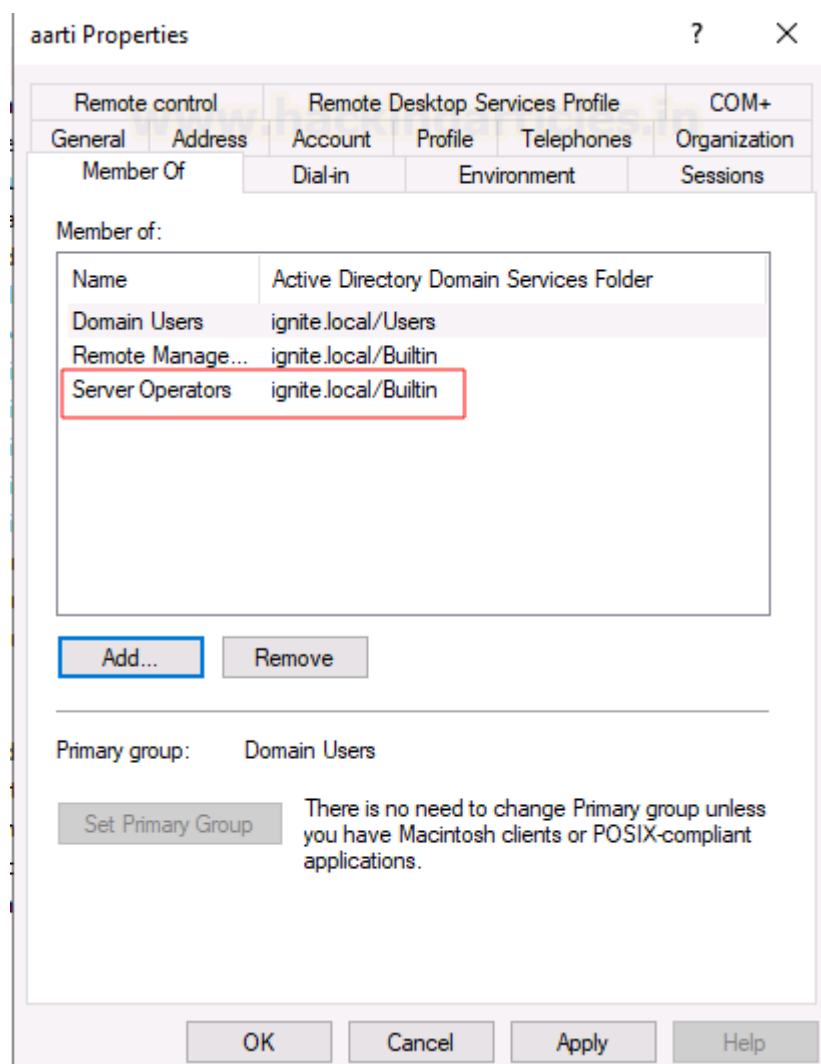 aarti Properties ? ×
www.hackingarticles.in
Remote control Remote Desktop Services Profile COM+
General Address Account Profile Telephones Organization
Member Of Dial-in Environment Sessions
Member of:
Name Active Directory Domain Services Folder
Domain Users ignite.local/Users
Remote Manage... ignite.local/Builtin
Server Operators ignite.local/Builtin
Add... Remove
Primary group: Domain Users
Set Primary Group
There is no need to change Primary group unless
you have Macintosh clients or POSIX-compliant
applications.
OK Cancel Apply Help